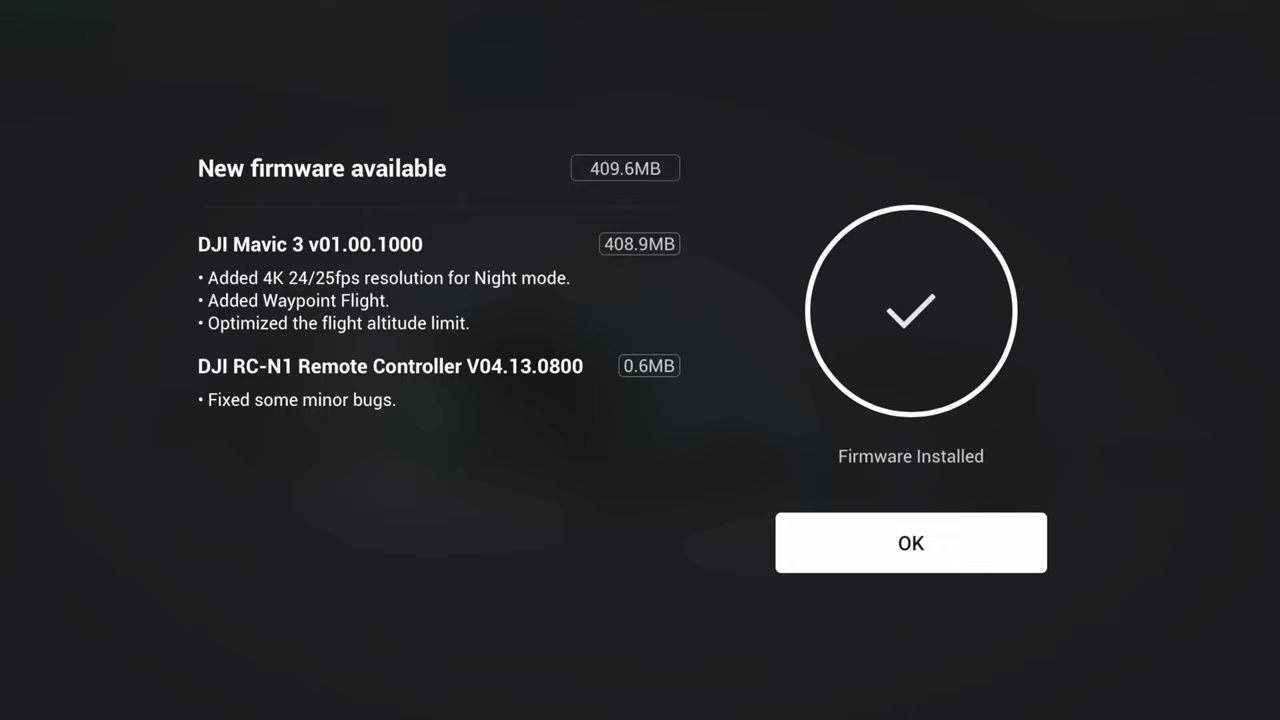 New firmware available 409.6MB
DJI Mavic 3 v01.00.1000 408.9MB
• Added 4K 24/25fps resolution for Night mode.
• Added Waypoint Flight.
• Optimized the flight altitude limit.
DJI RC-N1 Remote Controller V04.13.0800 0.6MB
• Fixed some minor bugs.
Firmware Installed
OK